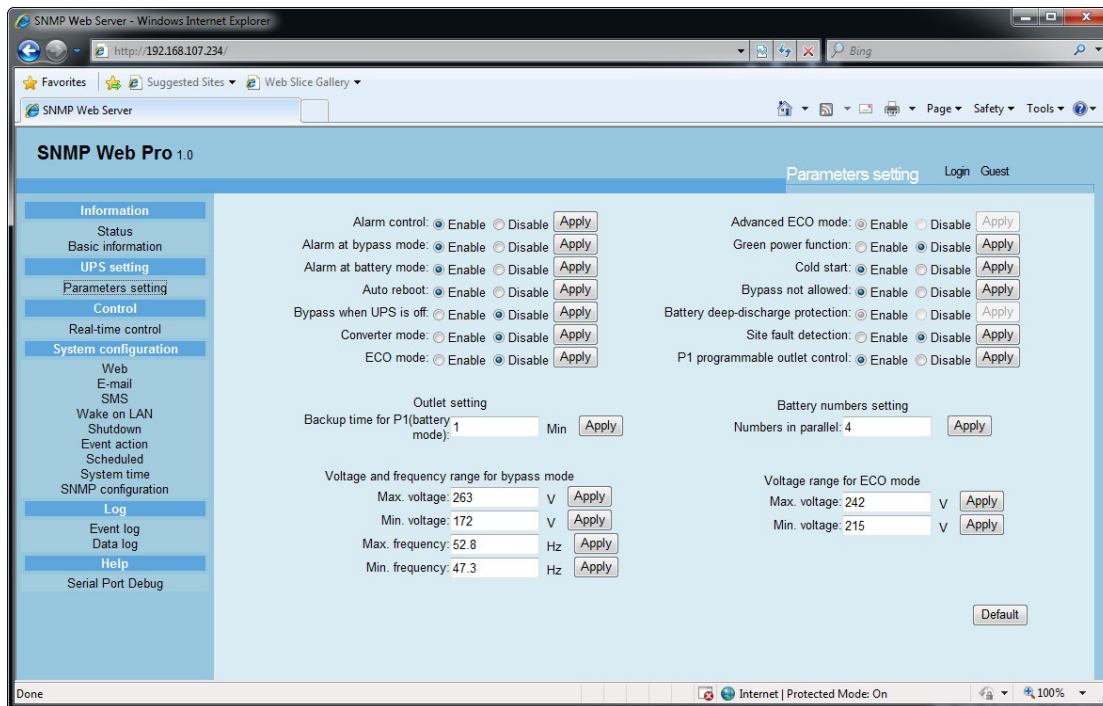 SNMP Web Server - Windows Internet Explorer
http://192.168.107.234/
Bing
Favorites
Suggested Sites
Web Slice Gallery
SNMP Web Server
Page Safety Tools
SNMP Web Pro 1.0
Parameters setting
Login Guest
Information
Status
Basic information
UPS setting
Parameters setting
Control
Real-time control
System configuration
Web
E-mail
SMS
Wake on LAN
Shutdown
Event action
Scheduled
System time
SNMP configuration
Log
Event log
Data log
Help
Serial Port Debug
Alarm control: Enable Disable Apply
Alarm at bypass mode: Enable Disable Apply
Alarm at battery mode: Enable Disable Apply
Auto reboot: Enable Disable Apply
Bypass when UPS is off: Enable Disable Apply
Converter mode: Enable Disable Apply
ECO mode: Enable Disable Apply
Advanced ECO mode: Enable Disable Apply
Green power function: Enable Disable Apply
Cold start: Enable Disable Apply
Bypass not allowed: Enable Disable Apply
Battery deep-discharge protection: Enable Disable Apply
Site fault detection: Enable Disable Apply
P1 programmable outlet control: Enable Disable Apply
Outlet setting
Backup time for P1(battery
mode): 1 Min Apply
Battery numbers setting
Numbers in parallel: 4 Apply
Voltage and frequency range for bypass mode
Max. voltage: 263 V Apply
Min. voltage: 172 V Apply
Max. frequency: 52.8 Hz Apply
Min. frequency: 47.3 Hz Apply
Voltage range for ECO mode
Max. voltage: 242 V Apply
Min. voltage: 215 V Apply
Default
Done
Internet | Protected Mode: On
100%